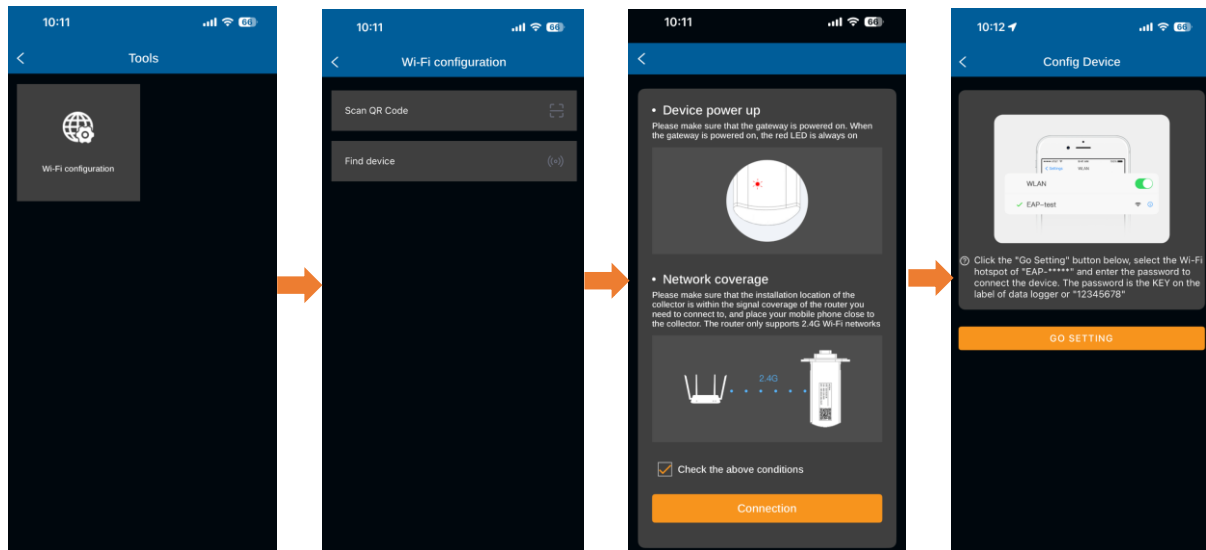 10:11
66
Tools
Wi-Fi configuration
10:11
66
Wi-Fi configuration
Scan QR Code
Find device
10:11
66
• Device power up
Please make sure that the gateway is powered on. When
the gateway is powered on, the red LED is always on
• Network coverage
Please make sure that the installation location of the
collector is within the signal coverage of the router you
need to connect to, and place your mobile phone close to
the collector. The router only supports 2.4G Wi-Fi networks
2.4G
Check the above conditions
Connection
10:12
66
Config Device
WLAN
EAP-test
Click the "Go Setting" button below, select the Wi-Fi
hotspot of "EAP-*****" and enter the password to
connect the device. The password is the KEY on the
label of data logger or "12345678"
GO SETTING